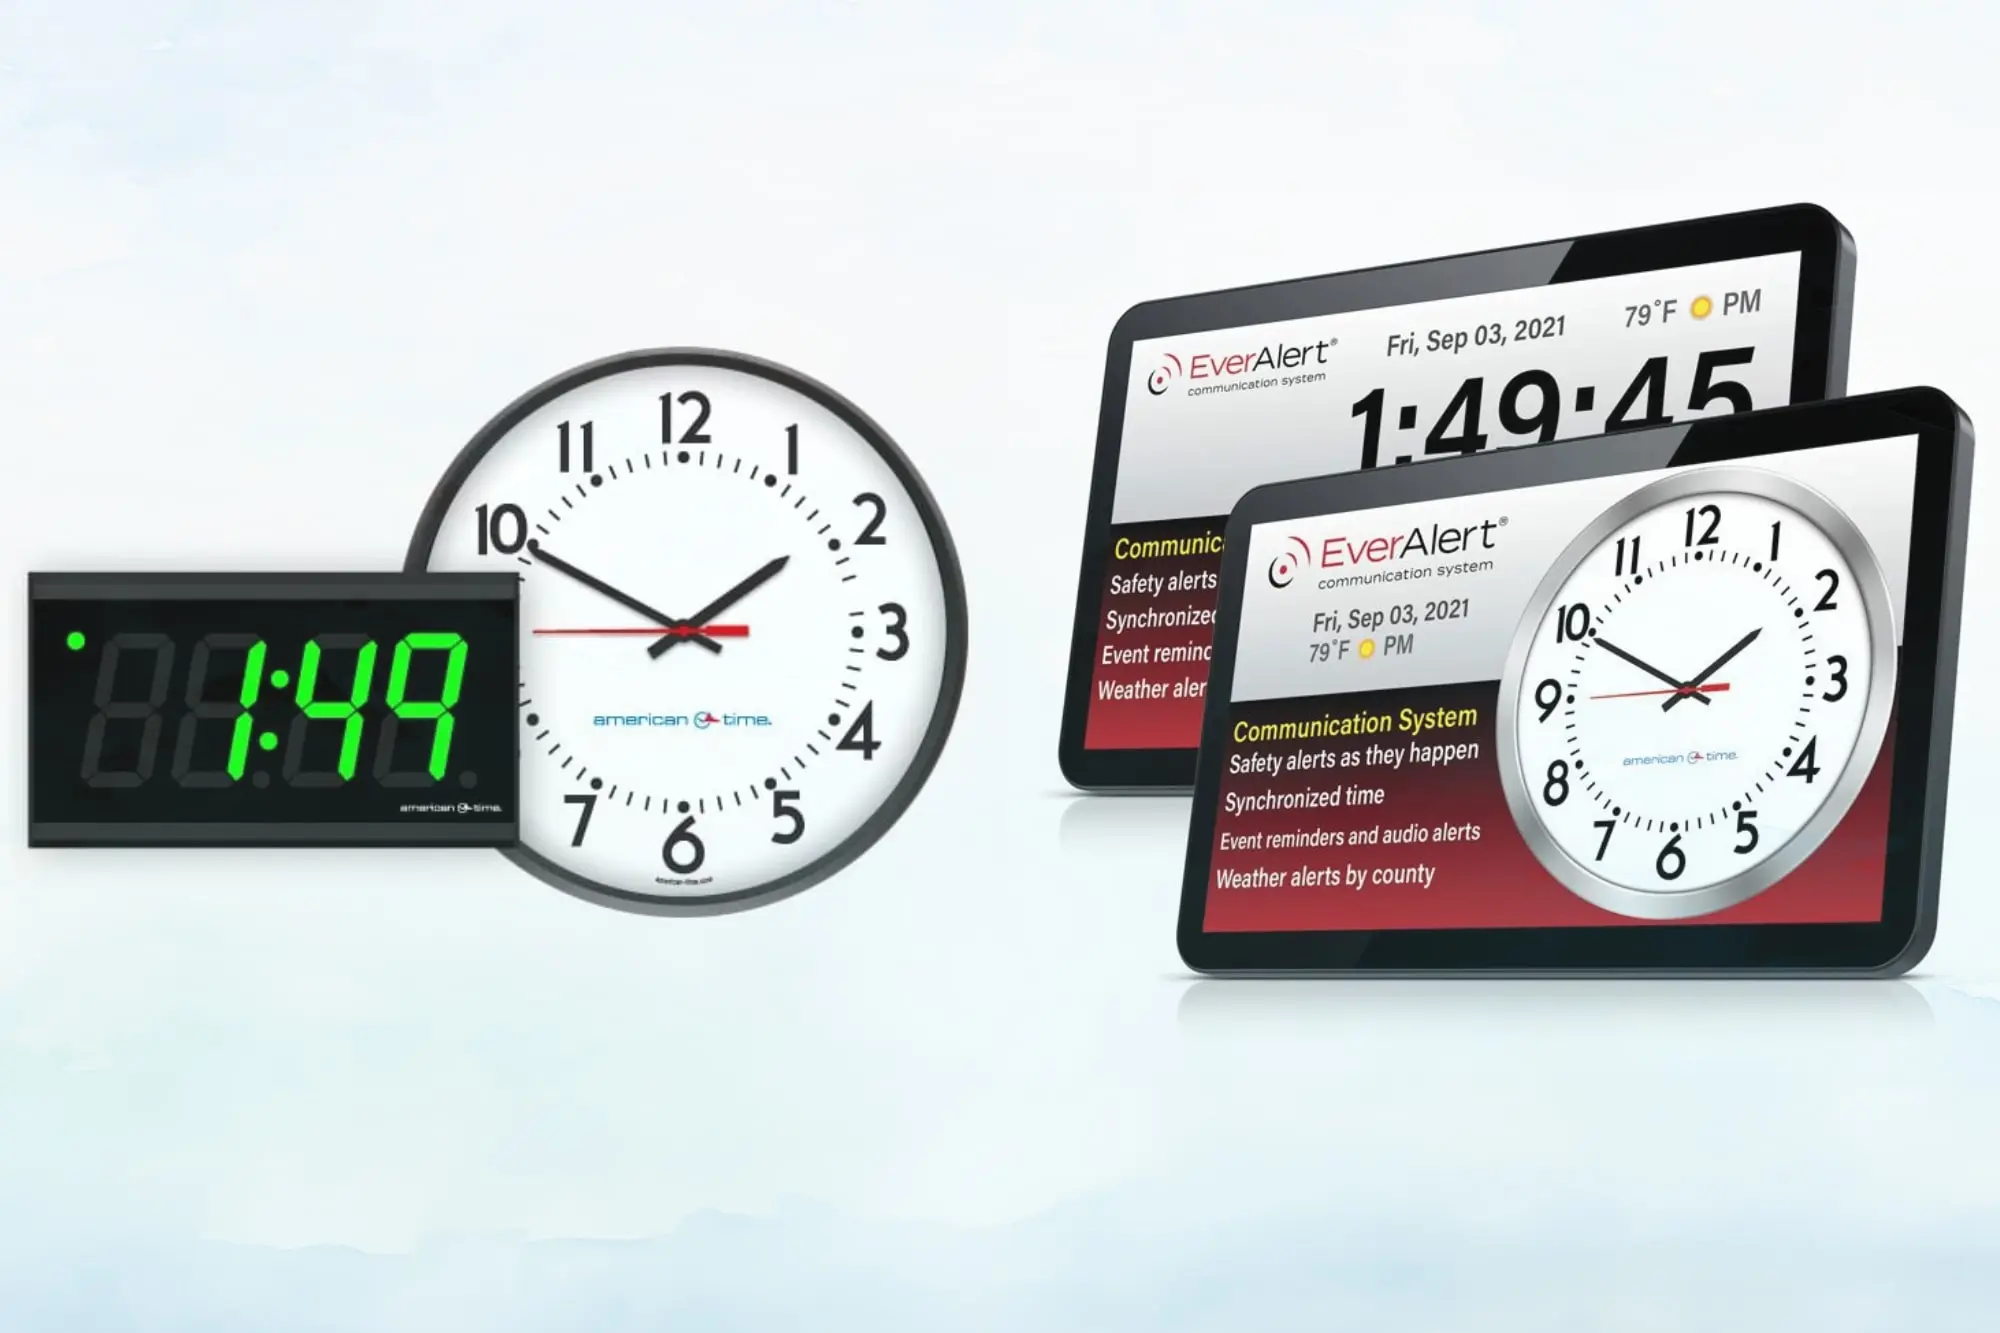 1:49
american time.
12
1
2
3
4
5
6
7
10
11
american time.
american-time.com
EverAlert®
communication system
Fri, Sep 03, 2021
79°F PM
1:49:45
Communic
Safety alerts
Synchronized
Event reminc
Weather aler
EverAlert®
communication system
Fri, Sep 03, 2021
79°F PM
Communication System
Safety alerts as they happen
Synchronized time
Event reminders and audio alerts
Weather alerts by county
12
1
2
3
4
5
6
7
8
9
10
11
american time.